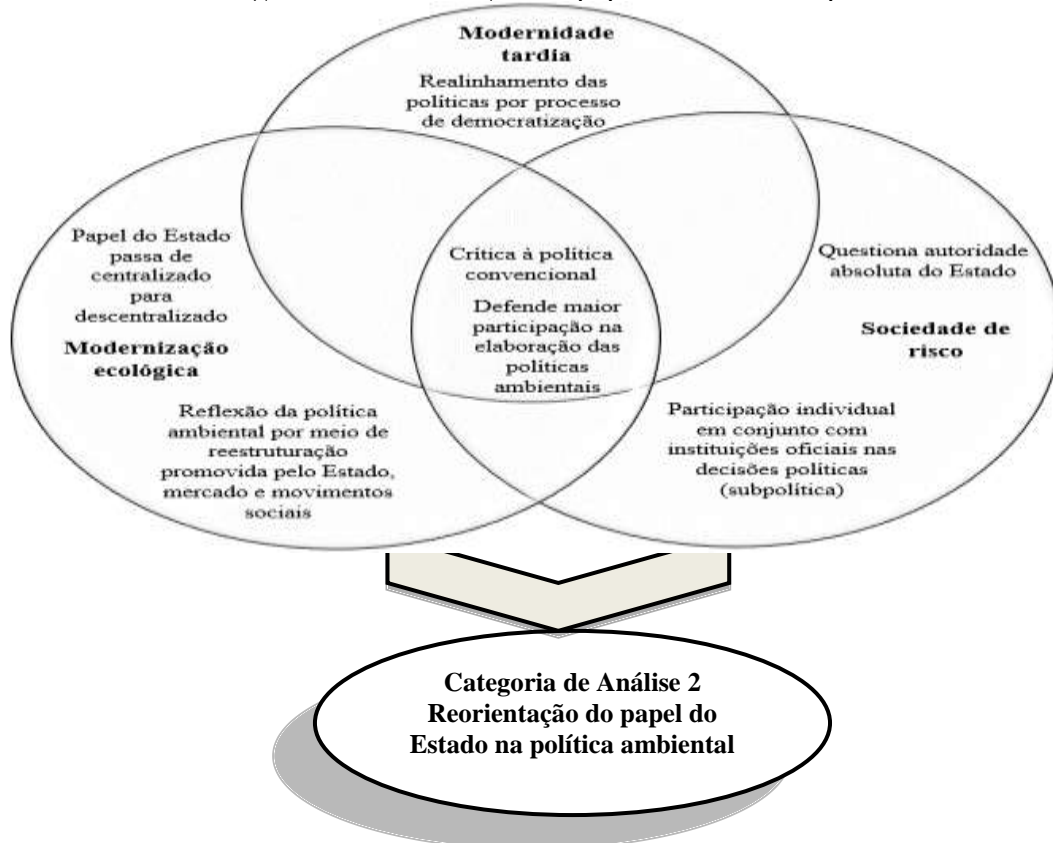 Modernidade
tardia
Realinhamento das
políticas por processo
de democratização
Papel do Estado
passa de
centralizado
para
descentralizado
Modernização
ecológica
Reflexão da política
ambiental por meio de
reestruturação
promovida pelo Estado,
mercado e movimentos
sociais
Crítica à política
convencional
Defende maior
participação na
elaboração das
políticas
ambientais
Questiona autoridade
absoluta do Estado
Sociedade de
risco
Participação individual
em conjunto com
instituições oficiais nas
decisões políticas
(subpolítica)
Categoria de Análise 2
Reorientação do papel do
Estado na política ambiental